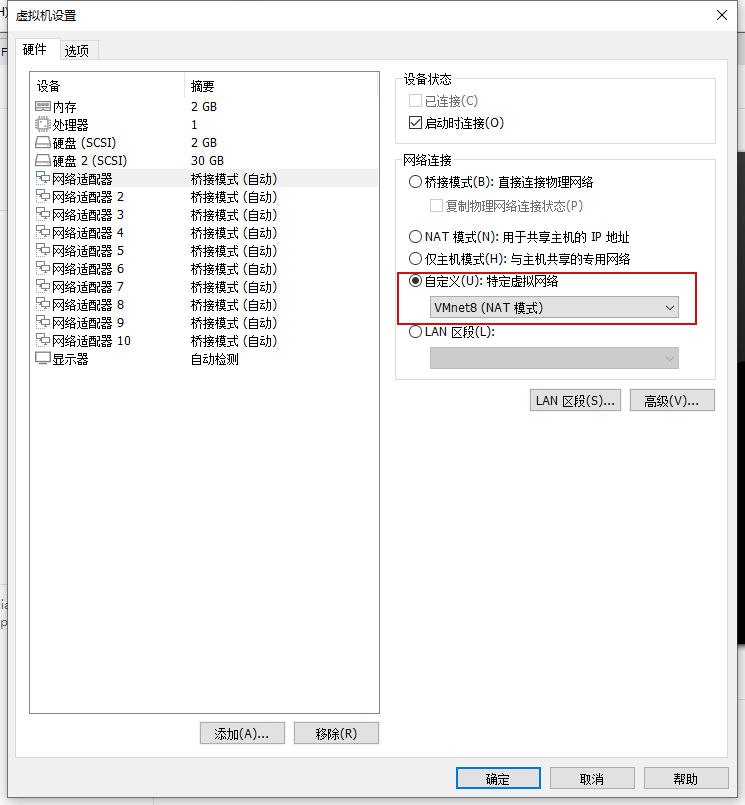 虚拟机设置
硬件 选项
设备 摘要
内存 2 GB
处理器 1
硬盘 (SCSI) 2 GB
硬盘 2 (SCSI) 30 GB
网络适配器 桥接模式 (自动)
网络适配器 2 桥接模式 (自动)
网络适配器 3 桥接模式 (自动)
网络适配器 4 桥接模式 (自动)
网络适配器 5 桥接模式 (自动)
网络适配器 6 桥接模式 (自动)
网络适配器 7 桥接模式 (自动)
网络适配器 8 桥接模式 (自动)
网络适配器 9 桥接模式 (自动)
网络适配器 10 桥接模式 (自动)
显示器 自动检测
添加(A)... 移除(R)
设备状态
已连接(C)
启动时连接(O)
网络连接
桥接模式(B): 直接连接物理网络
复制物理网络连接状态(P)
NAT 模式(N): 用于共享主机的 IP 地址
仅主机模式(H): 与主机共享的专用网络
自定义(U): 特定虚拟网络
VMnet8 (NAT 模式)
LAN 区段(L):
LAN 区段(S)... 高级(V)...
确定 取消 帮助